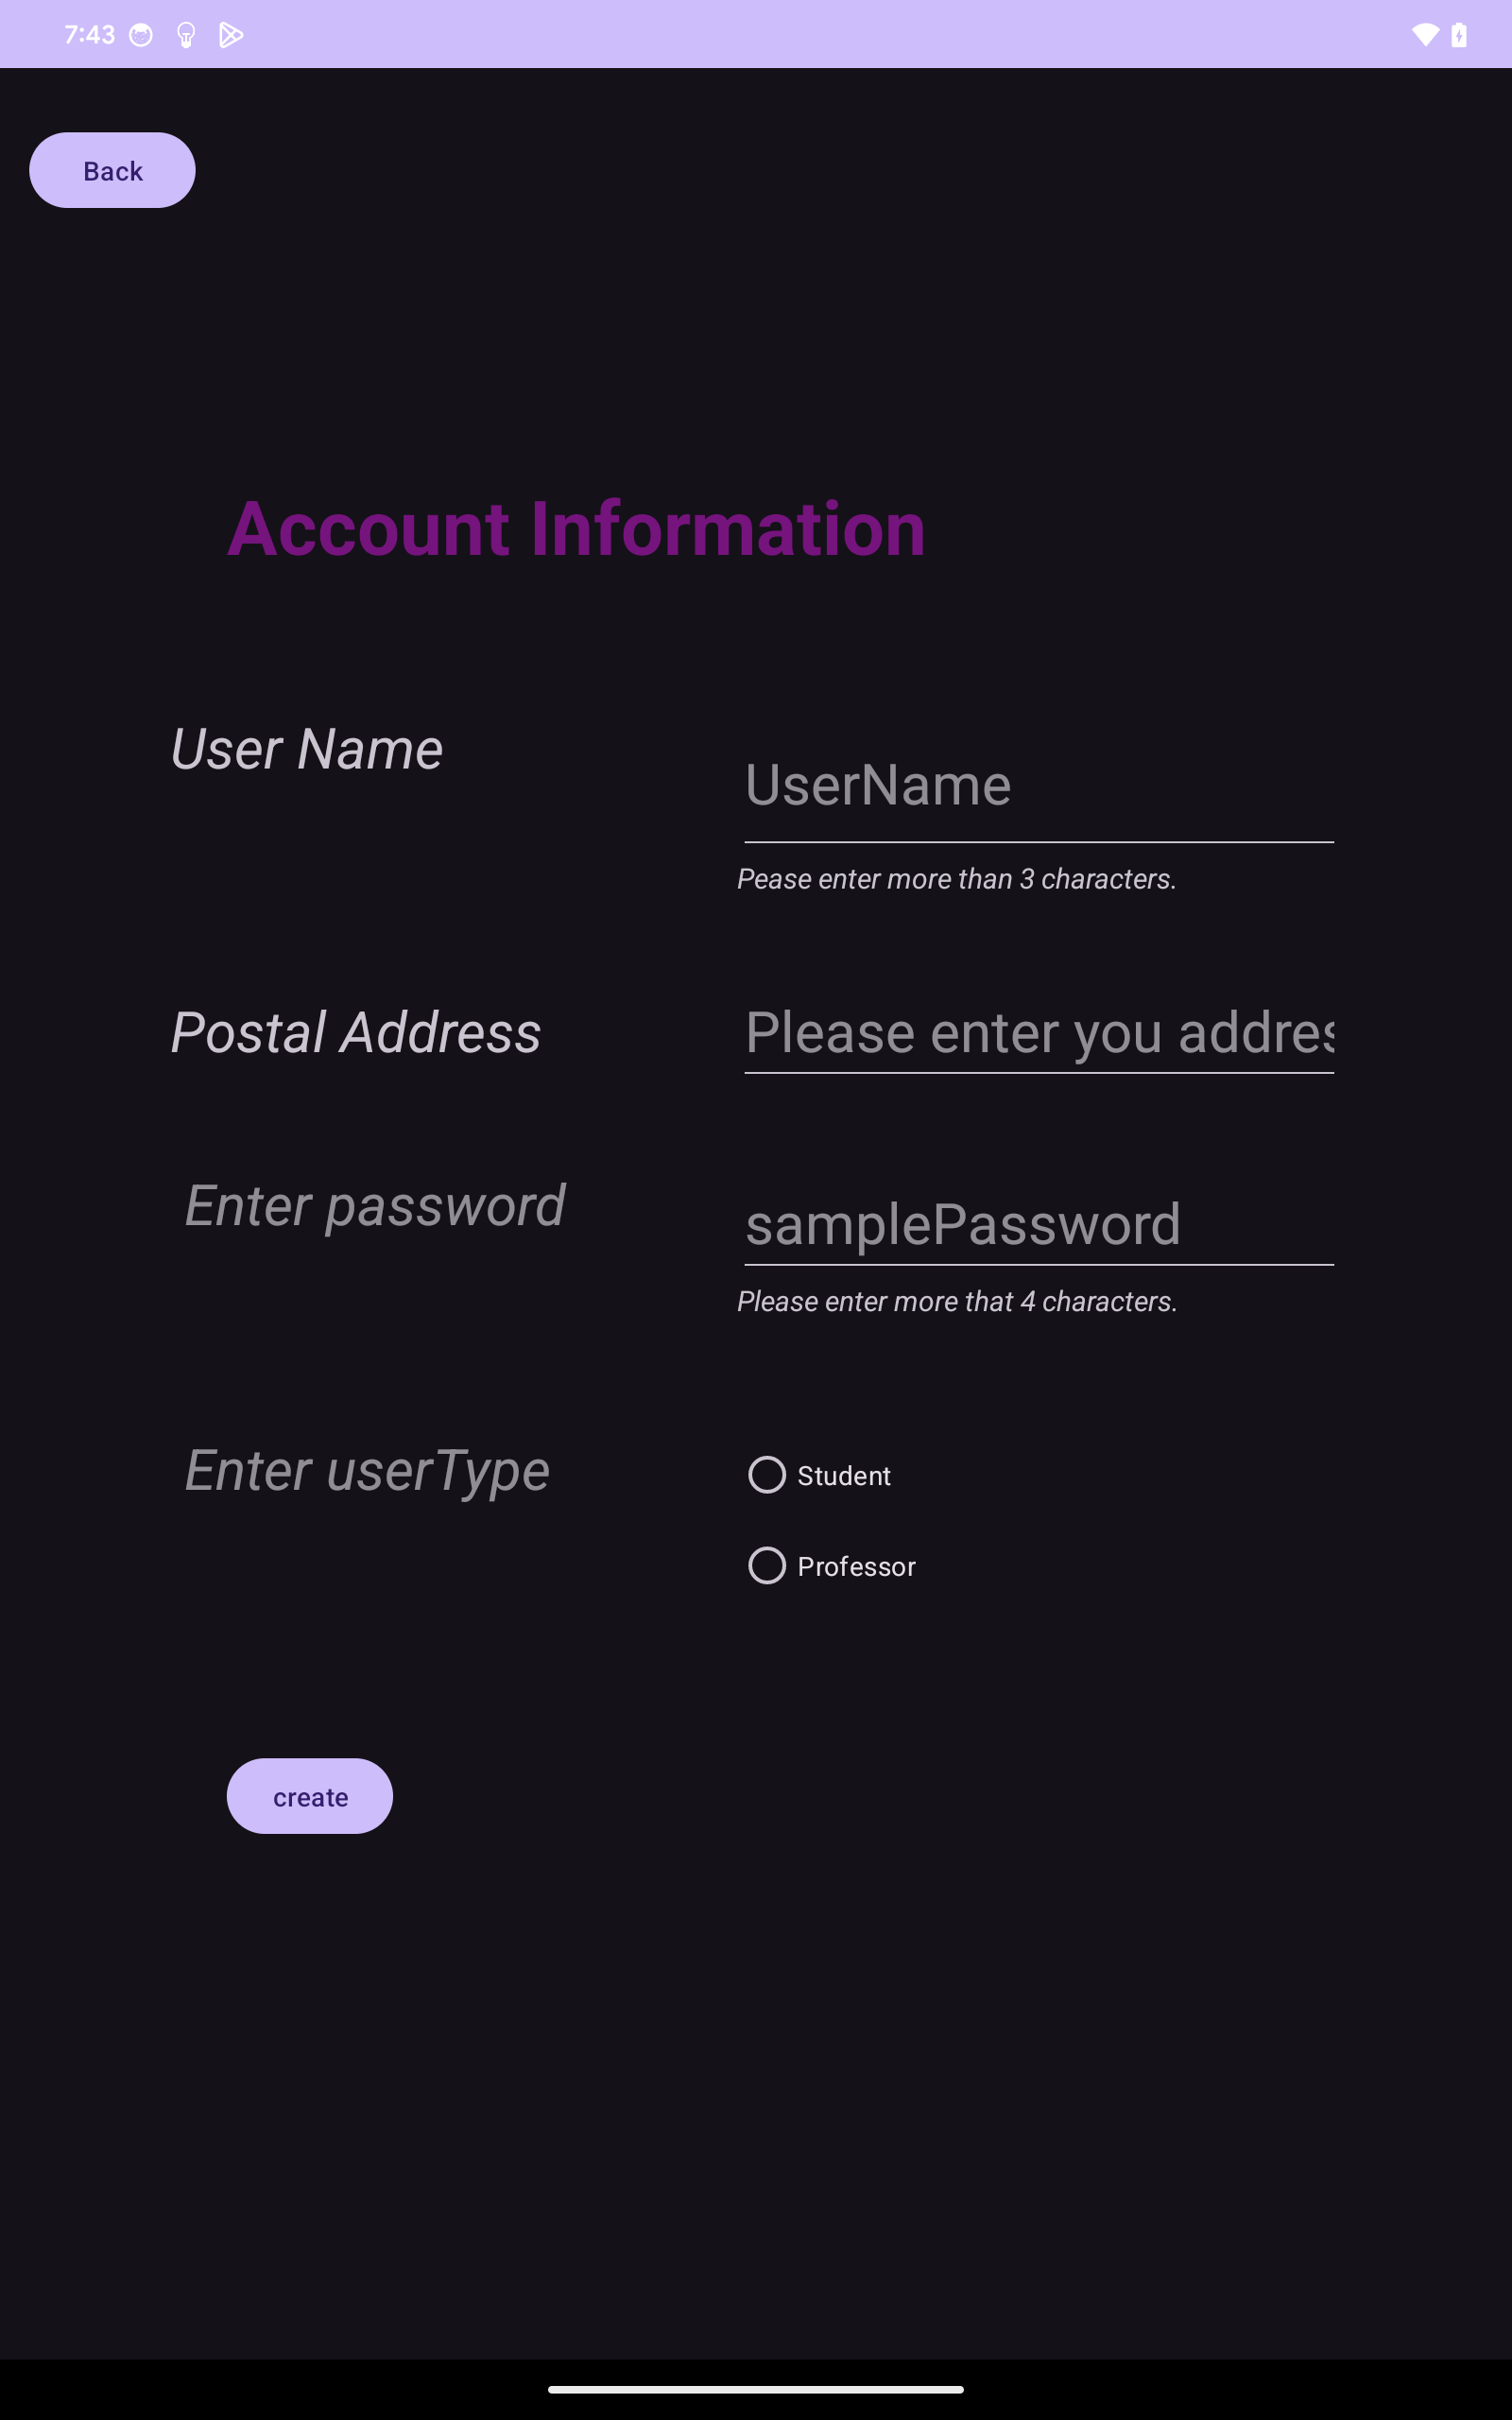 7:43
Back
Account Information
User Name
UserName
Pease enter more than 3 characters.
Postal Address
Please enter you addres
Enter password
samplePassword
Please enter more that 4 characters.
Enter userType
Student
Professor
create